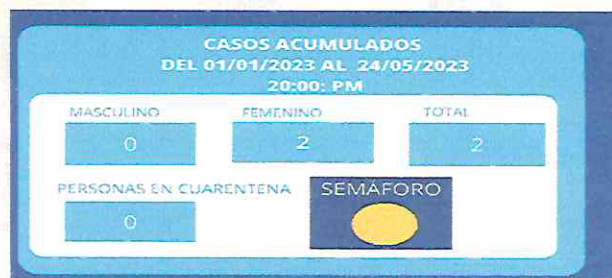 CASOS ACUMULADOS
DEL 01/01/2023 AL 24/05/2023
20:00: PM
MASCULINO FEMENINO TOTAL
0 2 2
PERSONAS EN CUARENTENA SEMAFORO
0